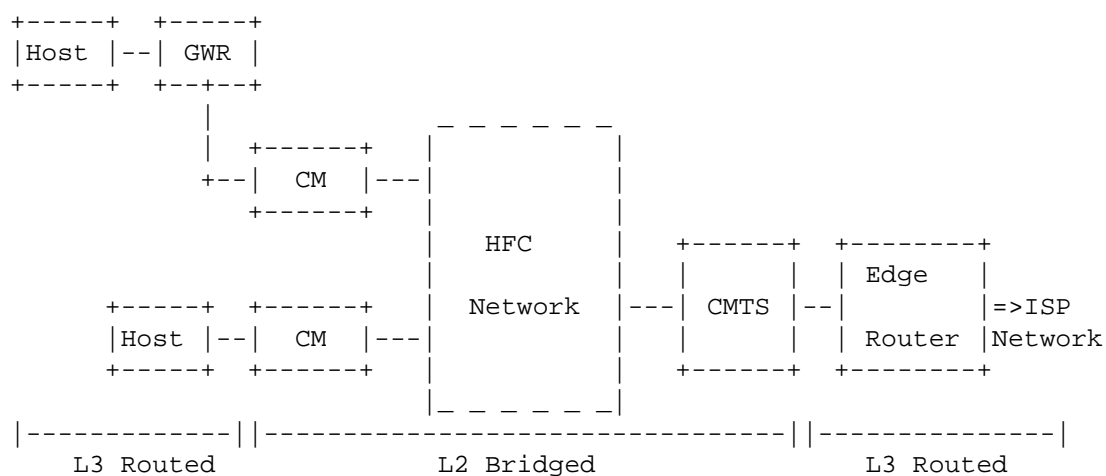 Host GWR
CM
HFC
Edge
Network CMTS =>ISP
Host CM Router Network
L3 Routed L2 Bridged L3 Routed